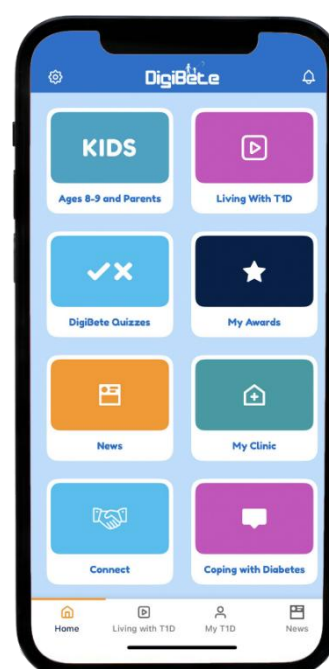 DigiBete
KIDS
Ages 8-9 and Parents
Living With T1D
DigiBete Quizzes
My Awards
News
My Clinic
Connect
Coping with Diabetes
Home
Living with T1D
My T1D
News